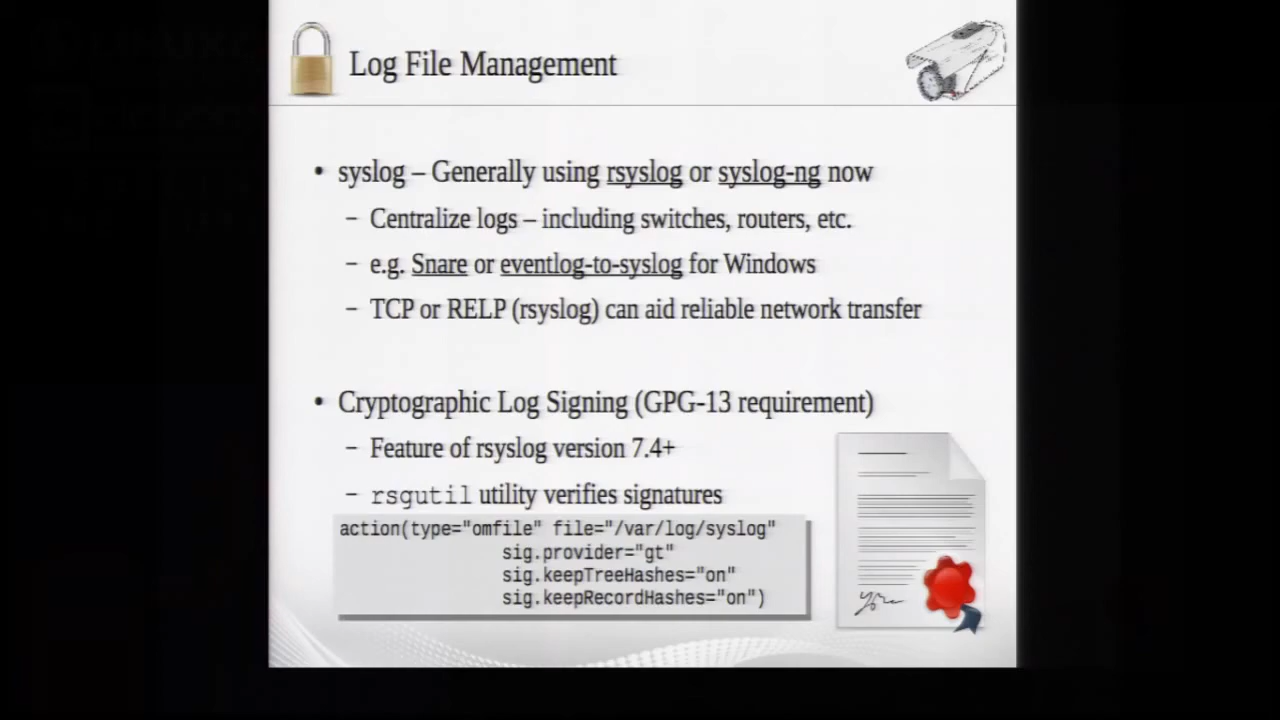 Log File Management
• syslog – Generally using rsyslog or syslog-ng now
– Centralize logs – including switches, routers, etc.
– e.g. Snare or eventlog-to-syslog for Windows
– TCP or RELP (rsyslog) can aid reliable network transfer
• Cryptographic Log Signing (GPG-13 requirement)
– Feature of rsyslog version 7.4+
– rsgutil utility verifies signatures
action(type="omfile" file="/var/log/syslog"
sig.provider="gt"
sig.keepTreeHashes="on"
sig.keepRecordHashes="on")